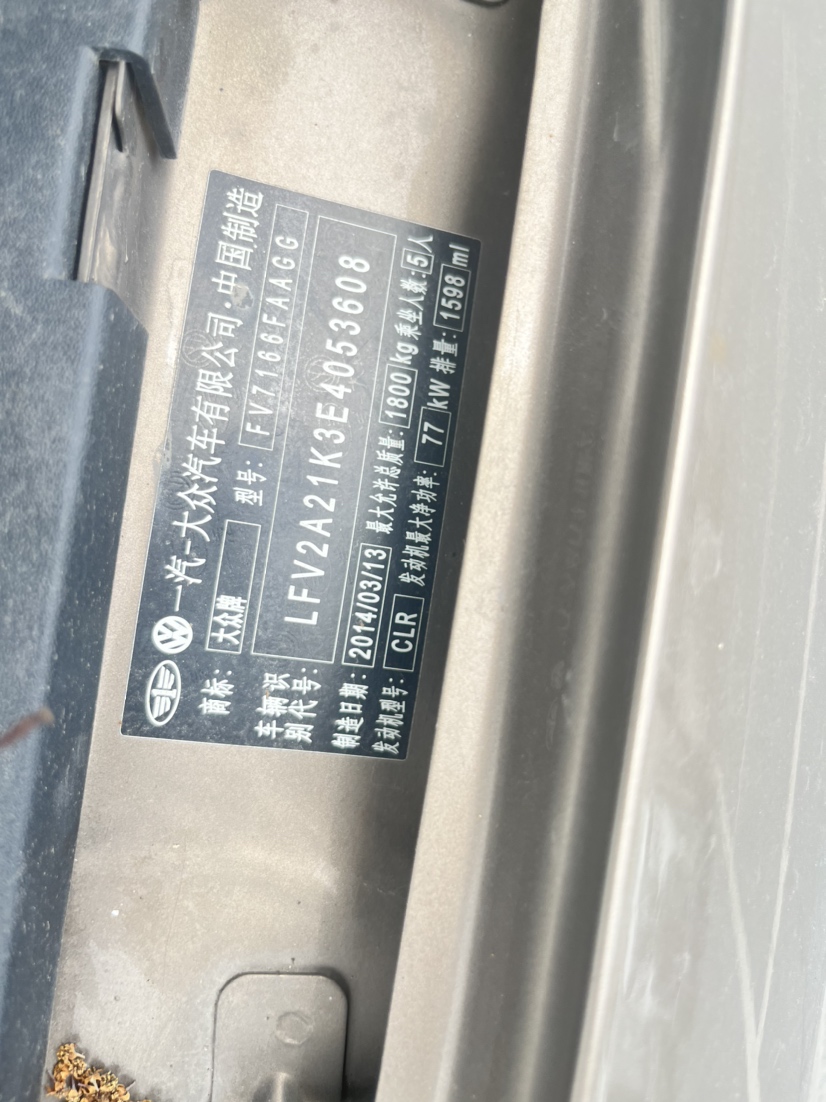 一汽-大众汽车有限公司·中国制造
商标: 大众牌 型号: FV7166FAAGG
车辆识别代号: LFV2A21K3E4053608
制造日期: 2014/03/13 最大允许总质量: 1800 kg 乘坐人数: 5 人
发动机型号: CLR 发动机最大净功率: 77 kW 排量: 1598 ml